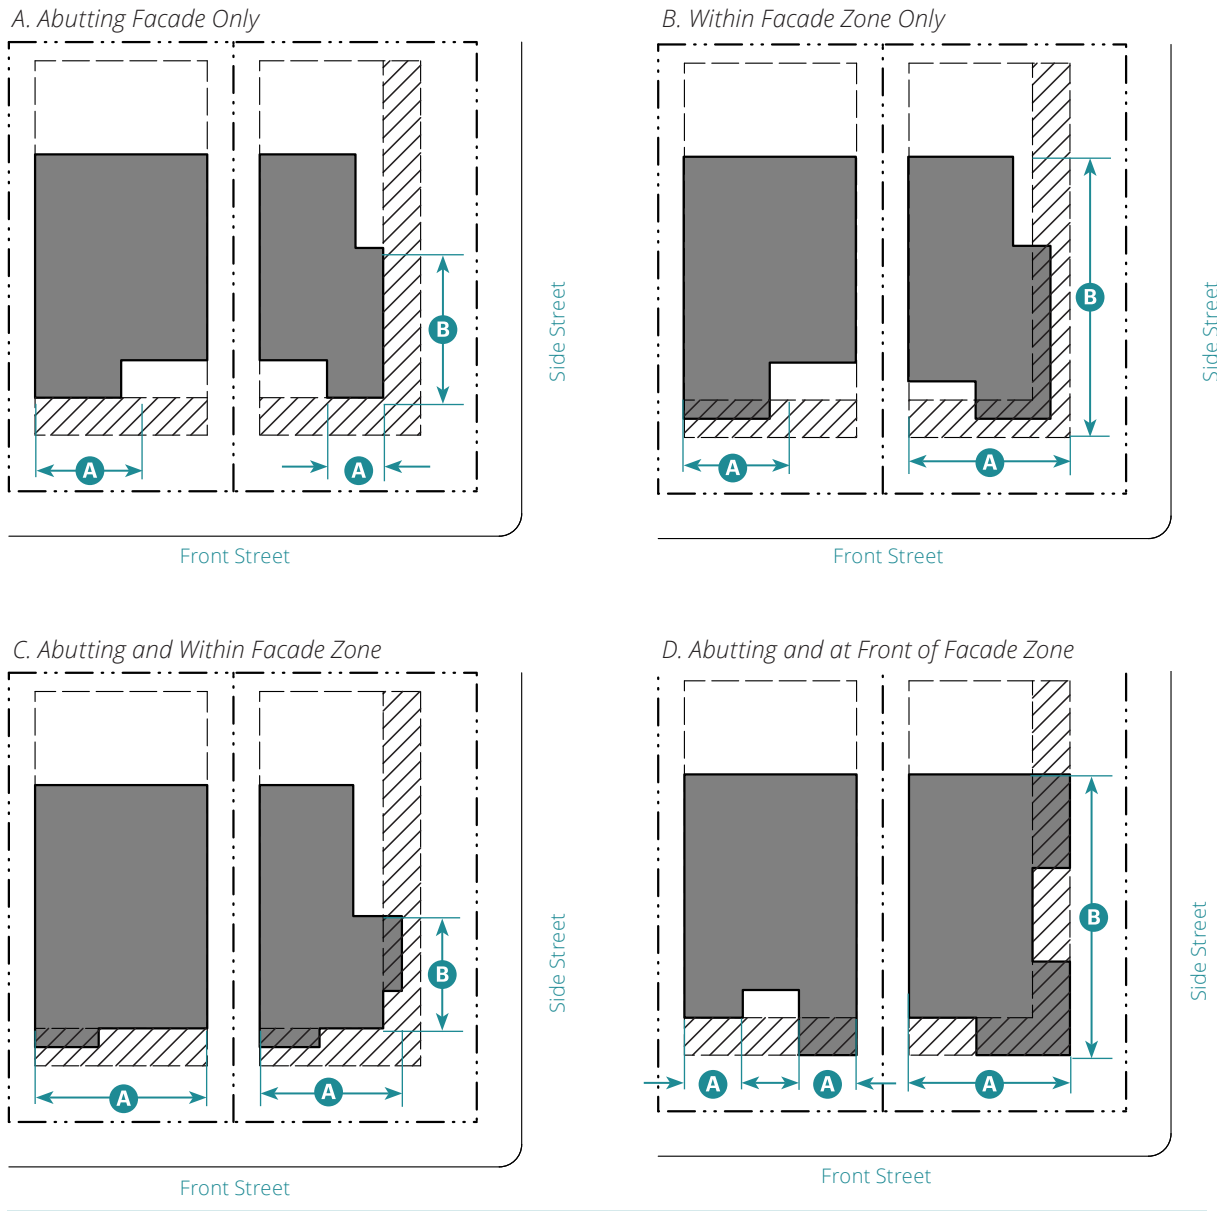 A. Abutting Facade Only
B
A
A
Side Street
Front Street
B. Within Facade Zone Only
B
A
A
Side Street
Front Street
C. Abutting and Within Facade Zone
B
A
A
Side Street
Front Street
D. Abutting and at Front of Facade Zone
B
A
A
A
Side Street
Front Street